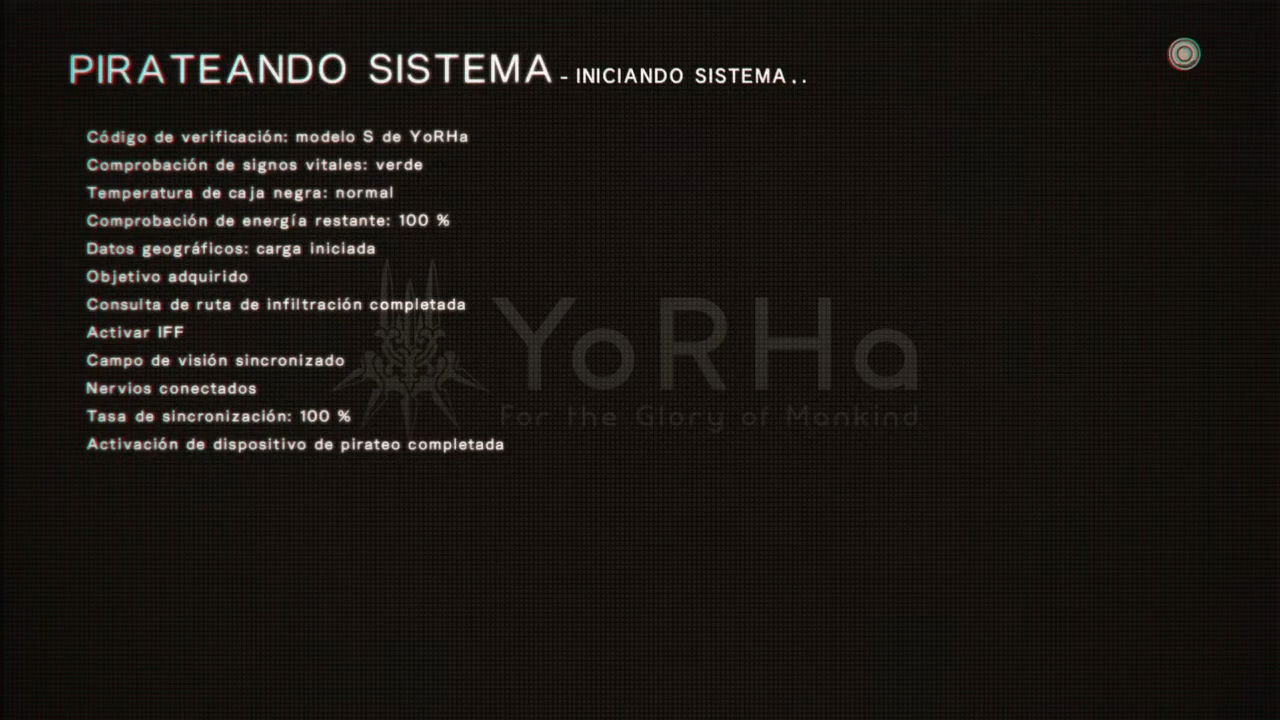 PIRATEANDO SISTEMA - INICIANDO SISTEMA..
Código de verificación: modelo S de YoRHa
Comprobación de signos vitales: verde
Temperatura de caja negra: normal
Comprobación de energía restante: 100 %
Datos geográficos: carga iniciada
Objetivo adquirido
Consulta de ruta de infiltración completada
Activar IFF
Campo de visión sincronizado
Nervios conectados
Tasa de sincronización: 100 %
Activación de dispositivo de pirateo completada
YoRHa
For the Glory of Mankind